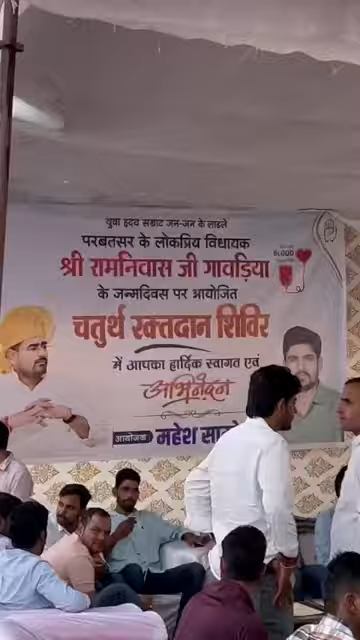 युवा हृदय सम्राट जन-जन के लाडले
परबतसर के लोकप्रिय विधायक
श्री रामनिवास जी गावड़िया
के जन्मदिवस पर आयोजित
BLOOD
चतुर्थ रक्तदान शिविर
में आपका हार्दिक स्वागत एवं
अभिनंदन
आयोजक महेश